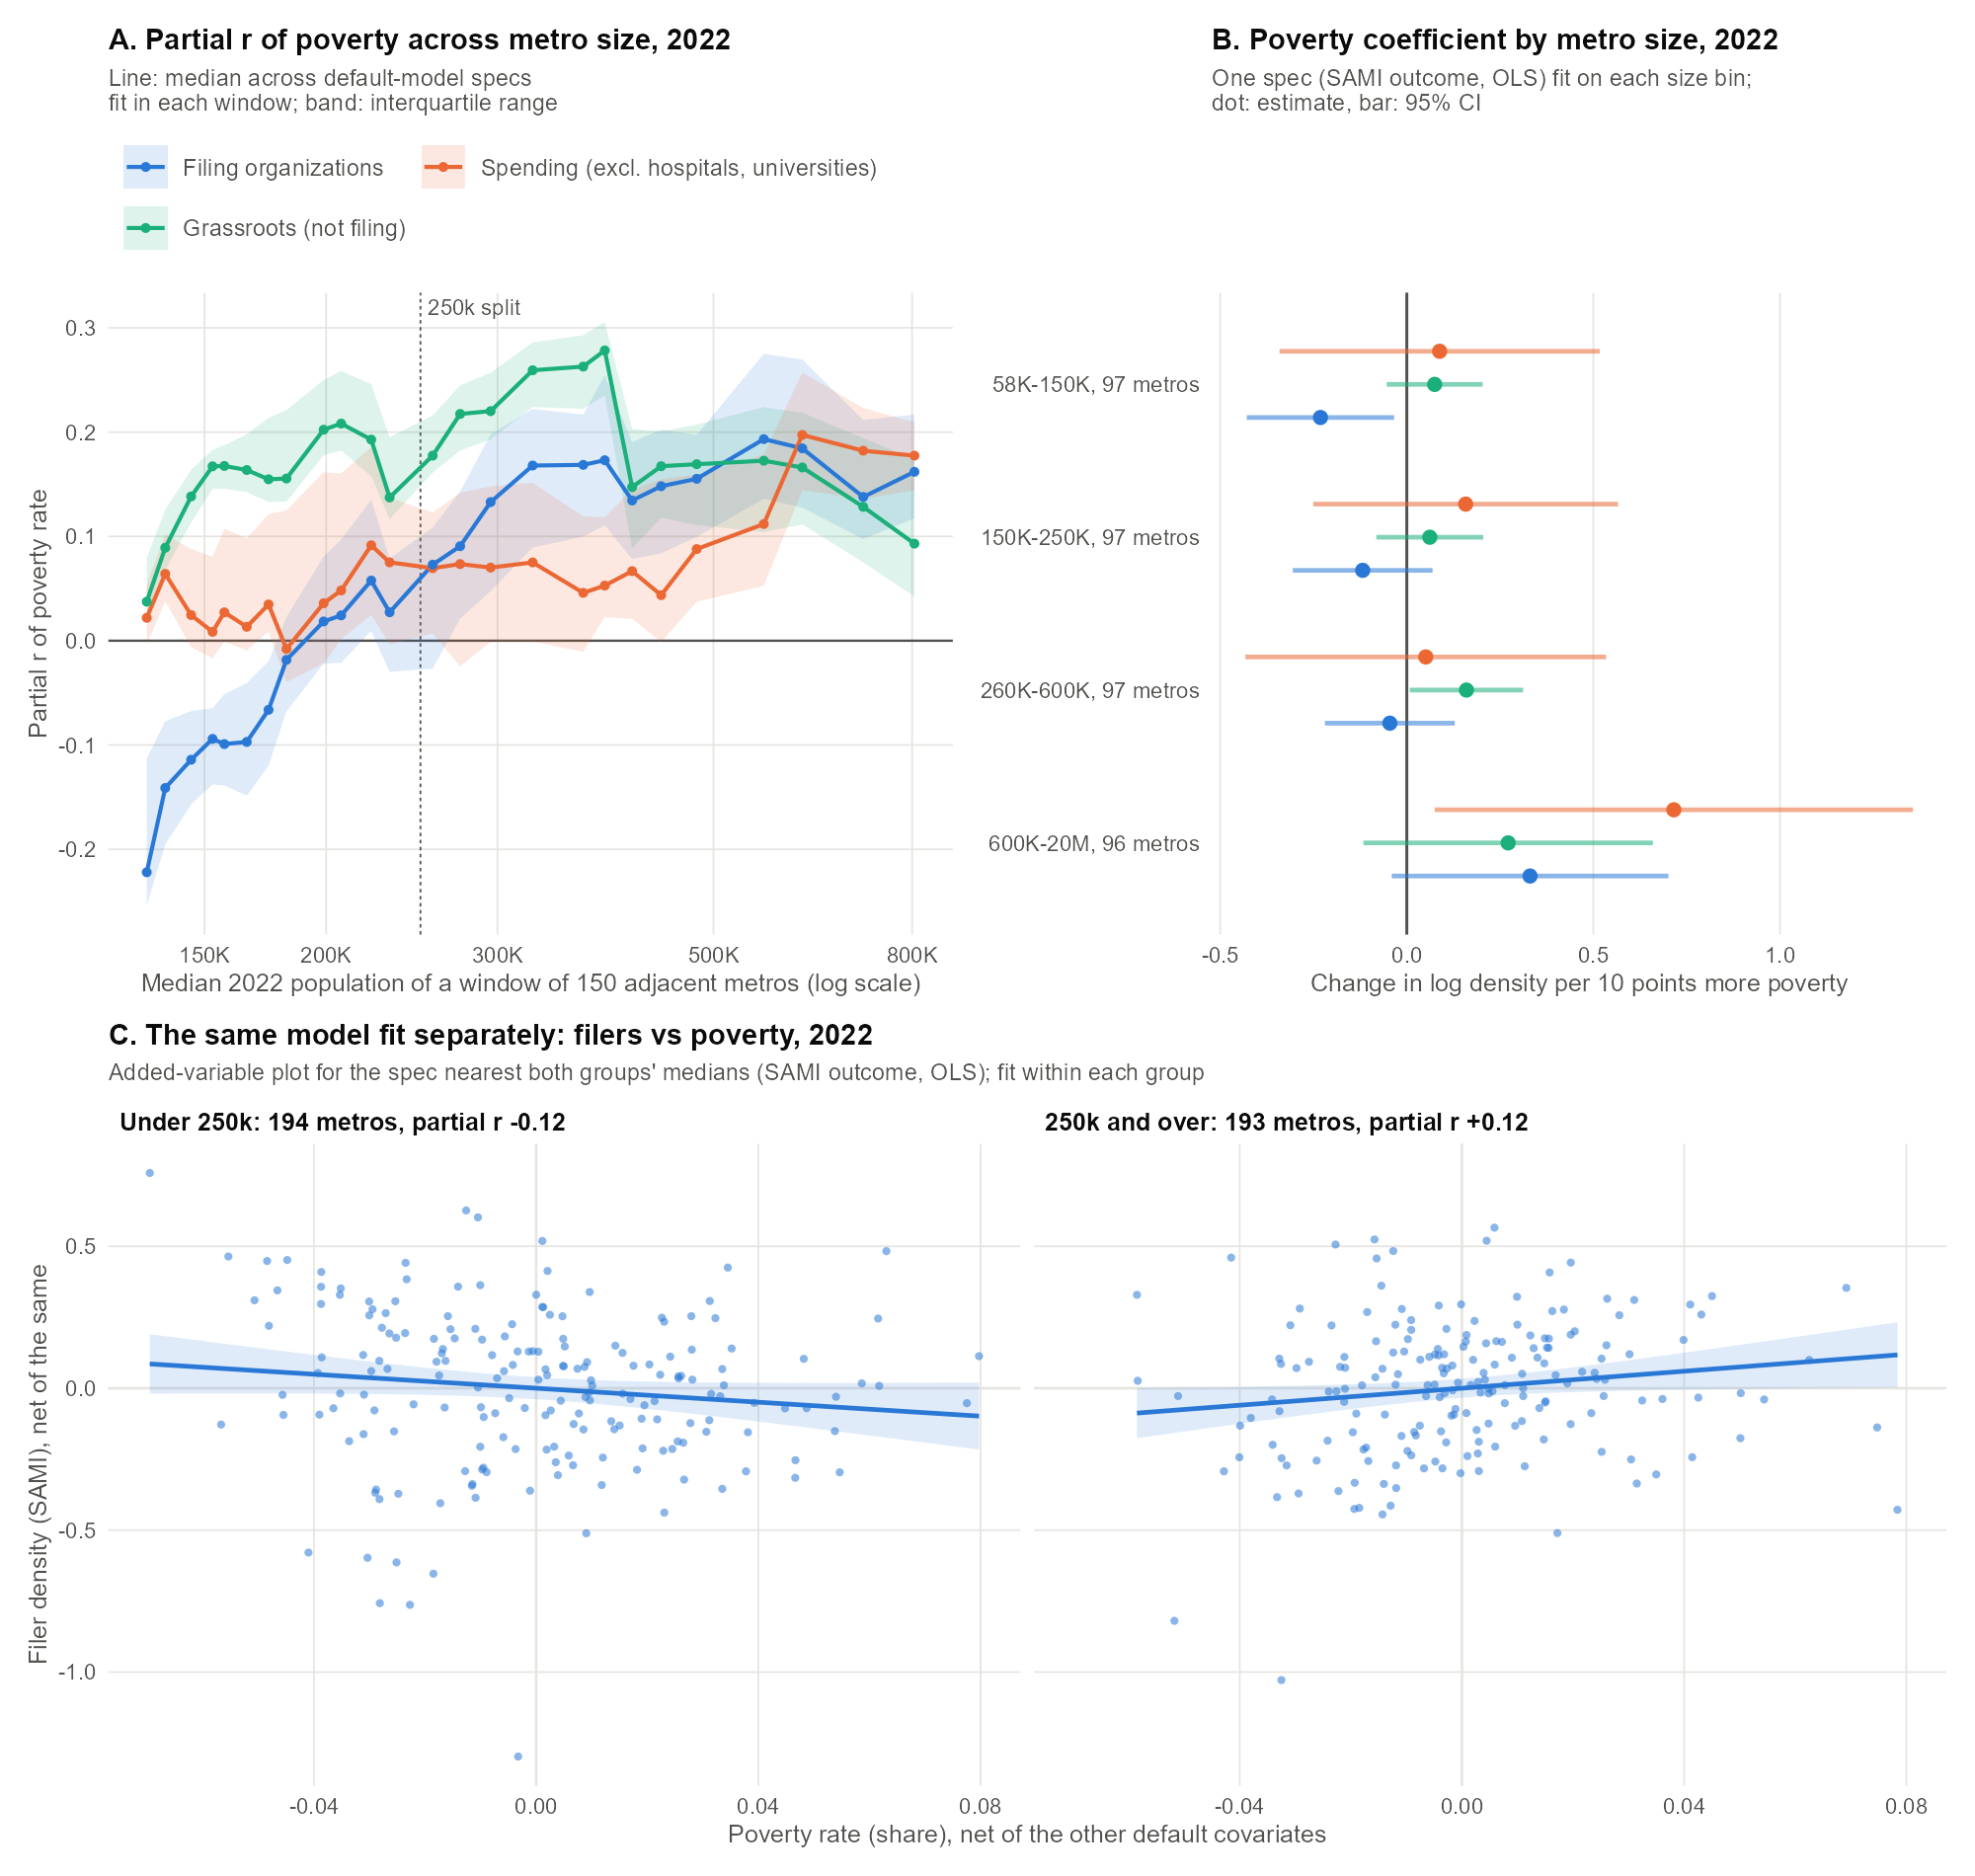 A. Partial r of poverty across metro size, 2022
Line: median across default-model specs
fit in each window; band: interquartile range
Filing organizations
Spending (excl. hospitals, universities)
Grassroots (not filing)
250k split
0.3
0.2
0.1
0.0
-0.1
-0.2
Partial r of poverty rate
150K
200K
300K
500K
800K
Median 2022 population of a window of 150 adjacent metros (log scale)
B. Poverty coefficient by metro size, 2022
One spec (SAMI outcome, OLS) fit on each size bin;
dot: estimate, bar: 95% CI
58K-150K, 97 metros
150K-250K, 97 metros
260K-600K, 97 metros
600K-20M, 96 metros
-0.5
0.0
0.5
1.0
Change in log density per 10 points more poverty
C. The same model fit separately: filers vs poverty, 2022
Added-variable plot for the spec nearest both groups' medians (SAMI outcome, OLS); fit within each group
Under 250k: 194 metros, partial r -0.12
250k and over: 193 metros, partial r +0.12
0.5
0.0
-0.5
-1.0
Filer density (SAMI), net of the same
-0.04
0.00
0.04
0.08
-0.04
0.00
0.04
0.08
Poverty rate (share), net of the other default covariates